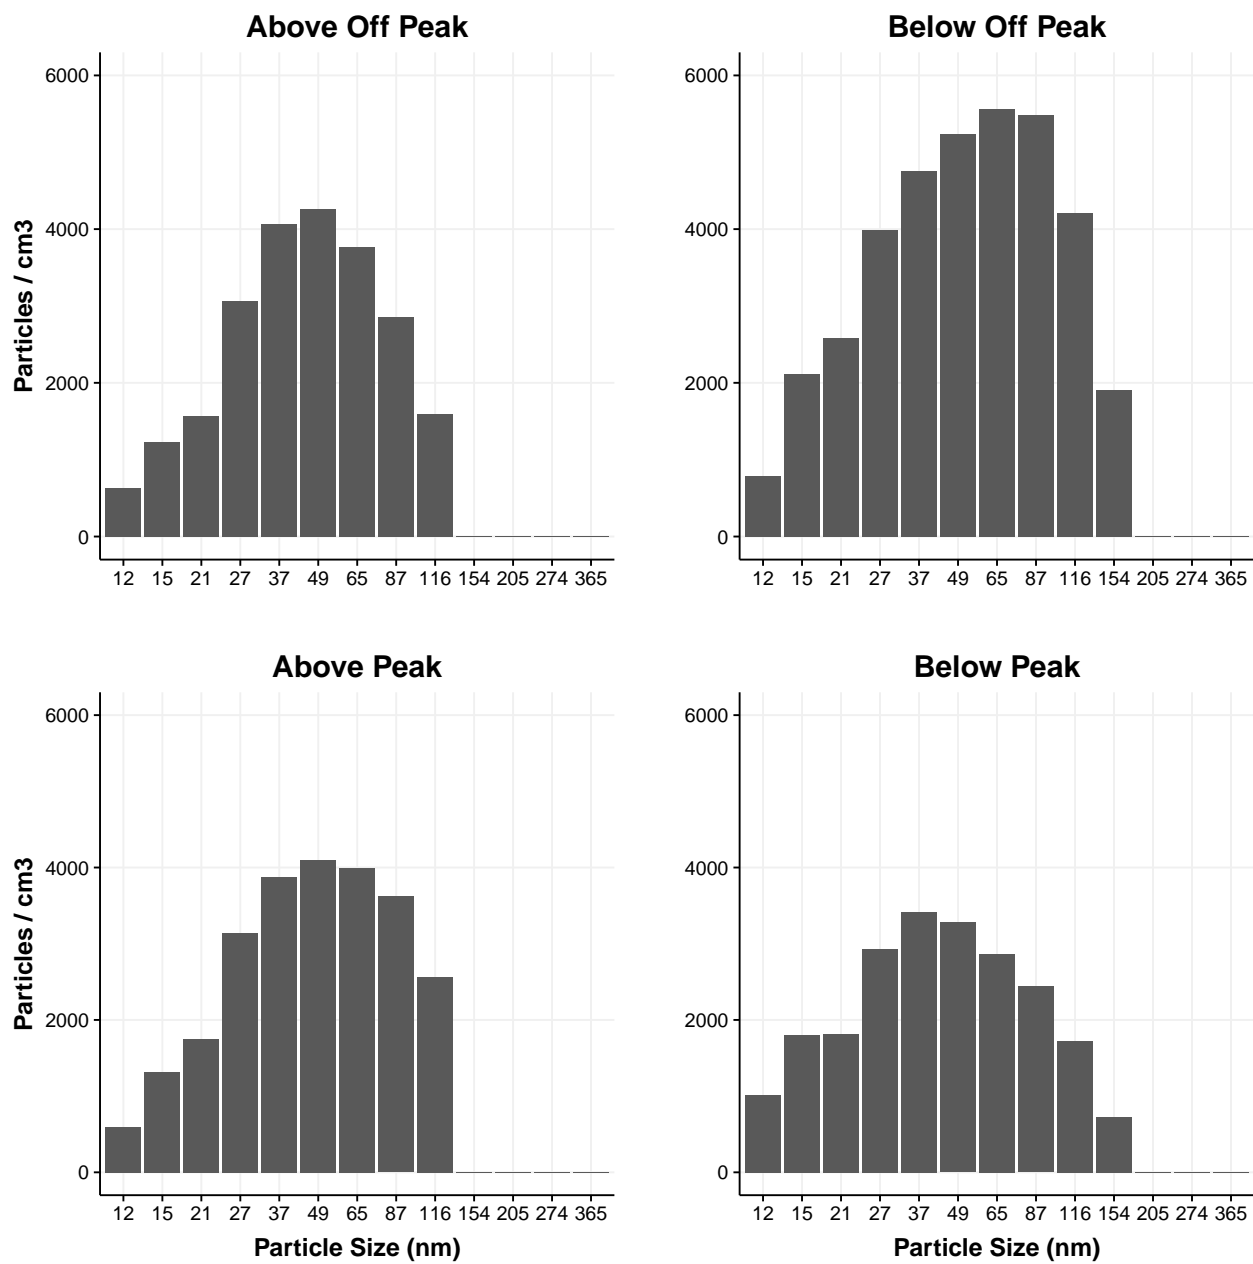 Above Off Peak
Particles / cm3
6000
4000
2000
0
12 15 21 27 37 49 65 87 116 154 205 274 365
Below Off Peak
6000
4000
2000
0
12 15 21 27 37 49 65 87 116 154 205 274 365
Above Peak
Particles / cm3
6000
4000
2000
0
12 15 21 27 37 49 65 87 116 154 205 274 365
Particle Size (nm)
Below Peak
6000
4000
2000
0
12 15 21 27 37 49 65 87 116 154 205 274 365
Particle Size (nm)